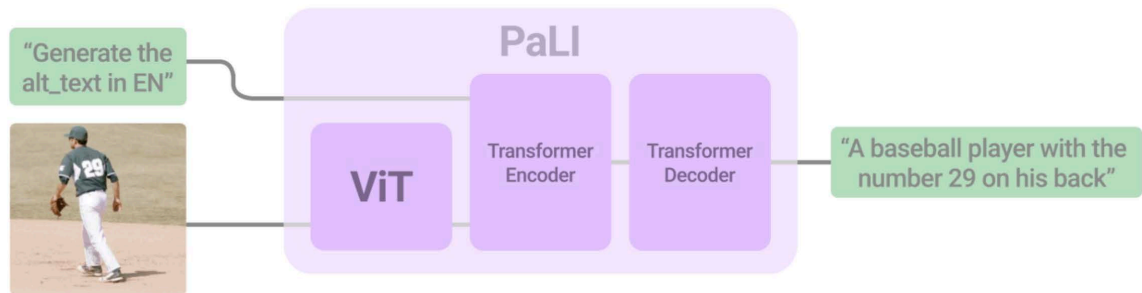 PaLI
“Generate the
alt_text in EN”
29
ViT
Transformer
Encoder
Transformer
Decoder
“A baseball player with the
number 29 on his back”